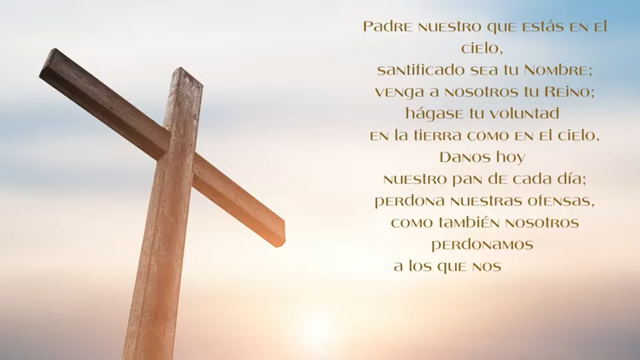 Padre nuestro que estás en el
cielo,
santificado sea tu Nombre;
venga a nosotros tu Reino;
hágase tu voluntad
en la tierra como en el cielo.
Danos hoy
nuestro pan de cada día;
perdona nuestras ofensas,
como también nosotros
perdonamos
a los que nos